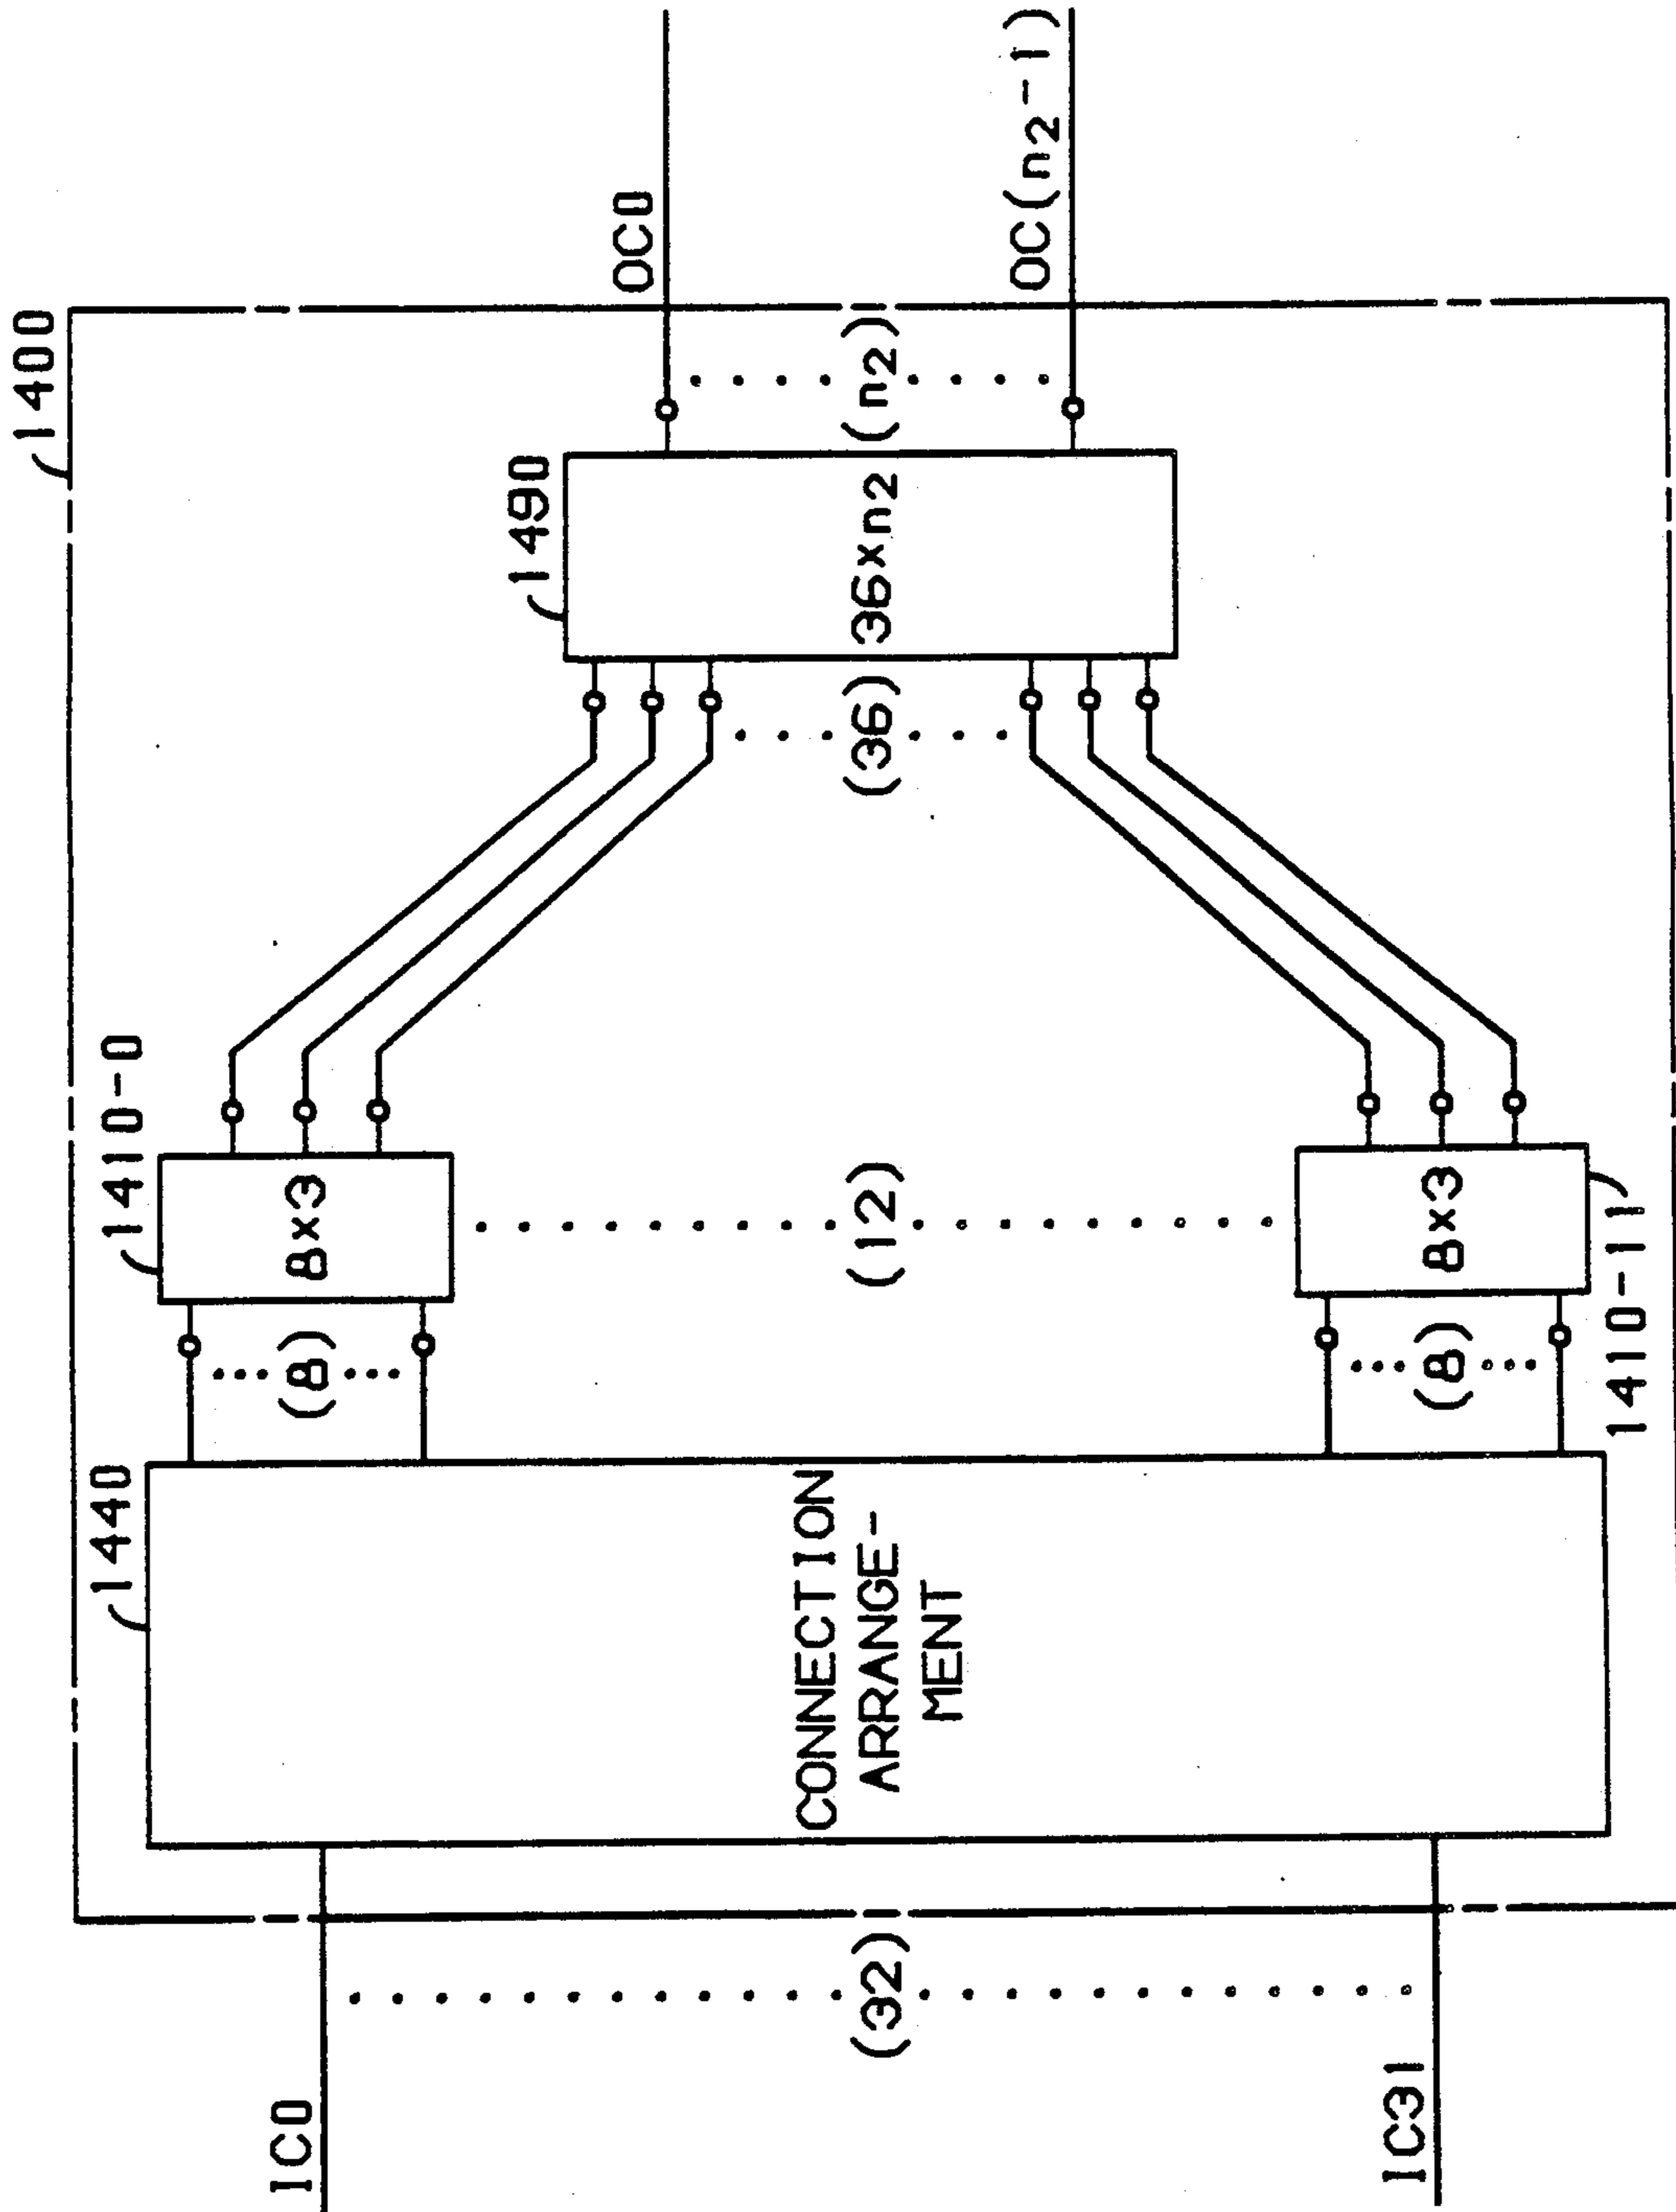 1400
1440
1410-0
1490
IC0
(32)
IC31
CONNECTION
ARRANGE-
MENT
(8)
(8)
8x3
(12)
8x3
1410-11
(36)
36xn2
(n2)
OC0
OC(n2-1)